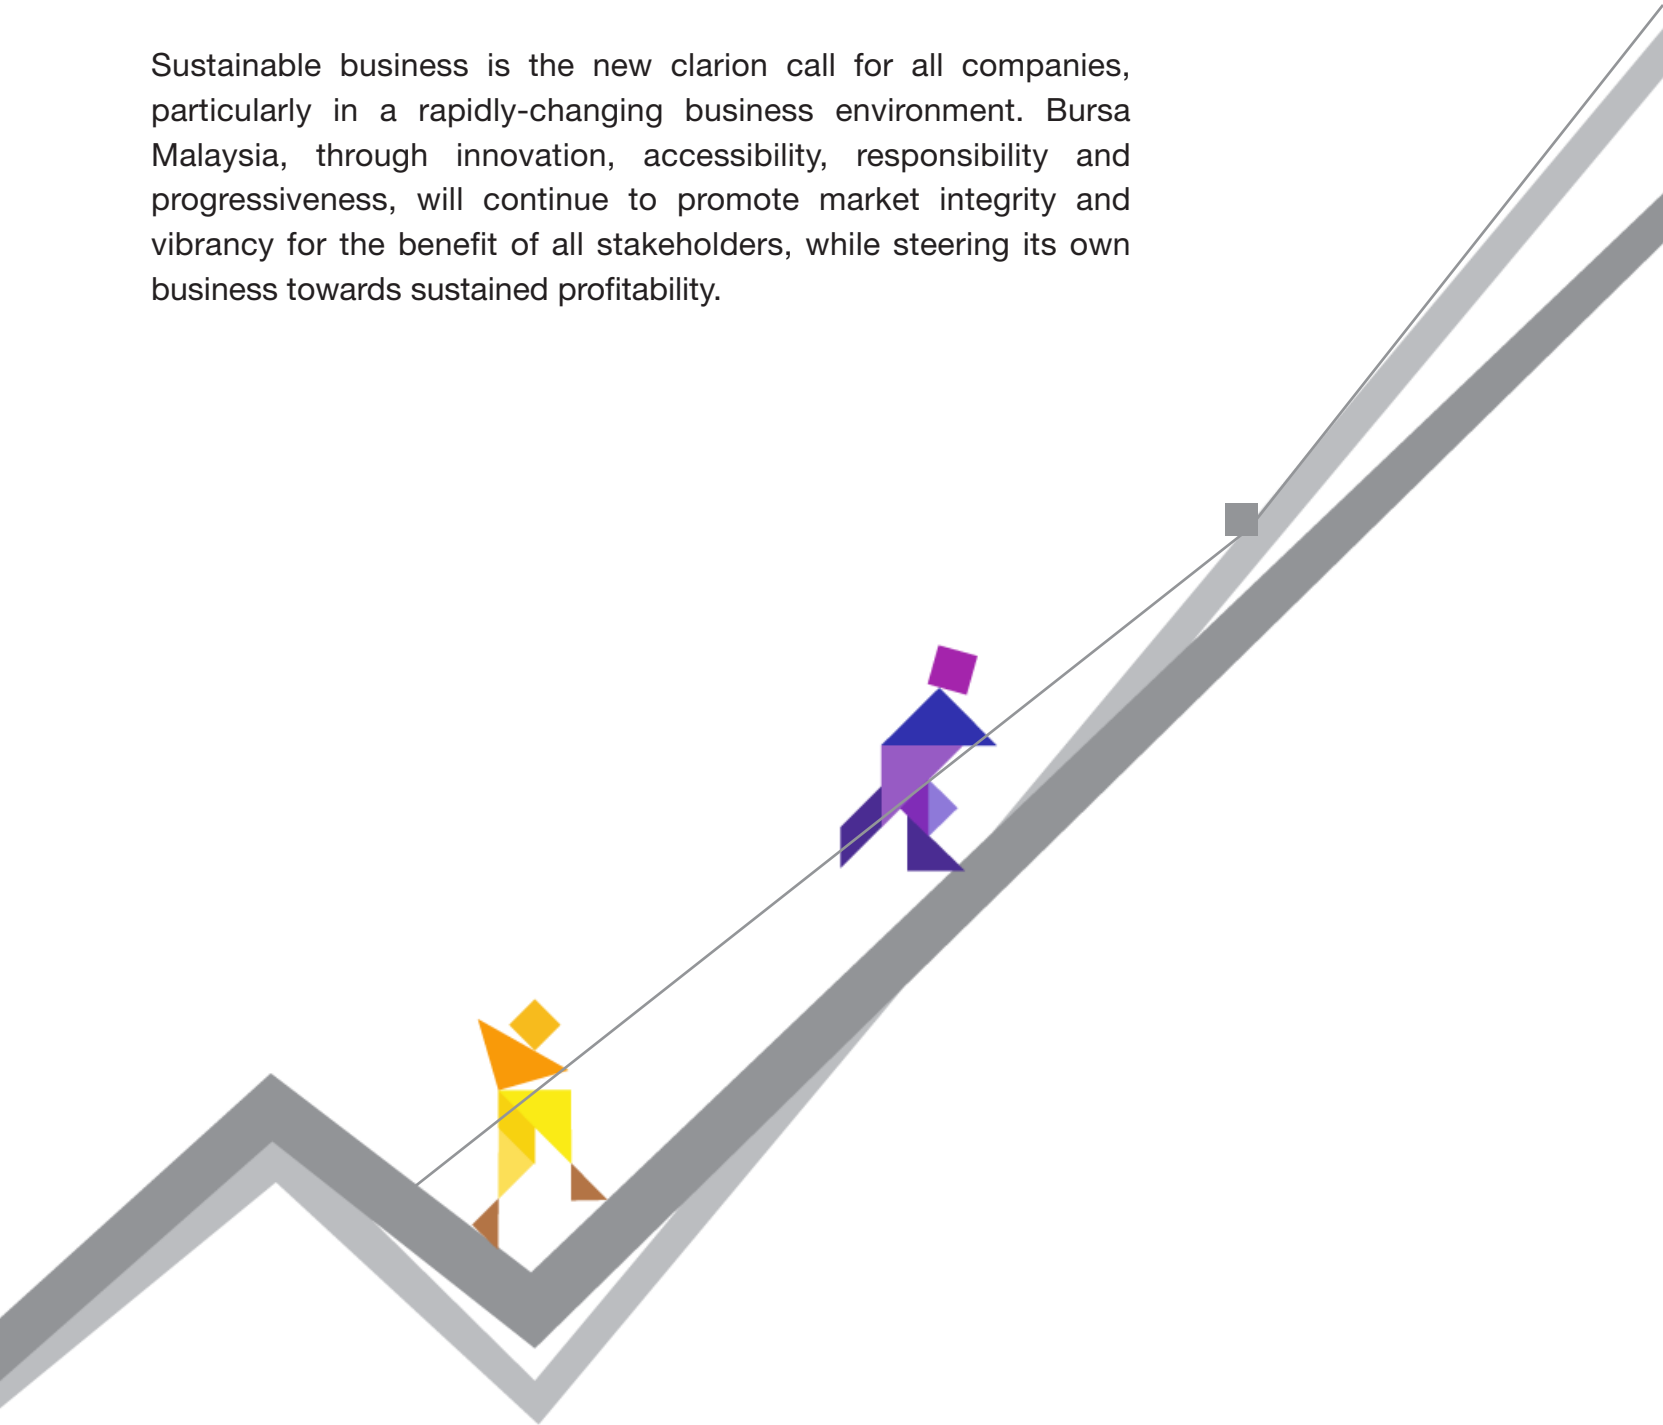 Sustainable business is the new clarion call for all companies,
particularly in a rapidly-changing business environment. Bursa
Malaysia, through innovation, accessibility, responsibility and
progressiveness, will continue to promote market integrity and
vibrancy for the benefit of all stakeholders, while steering its own
business towards sustained profitability.